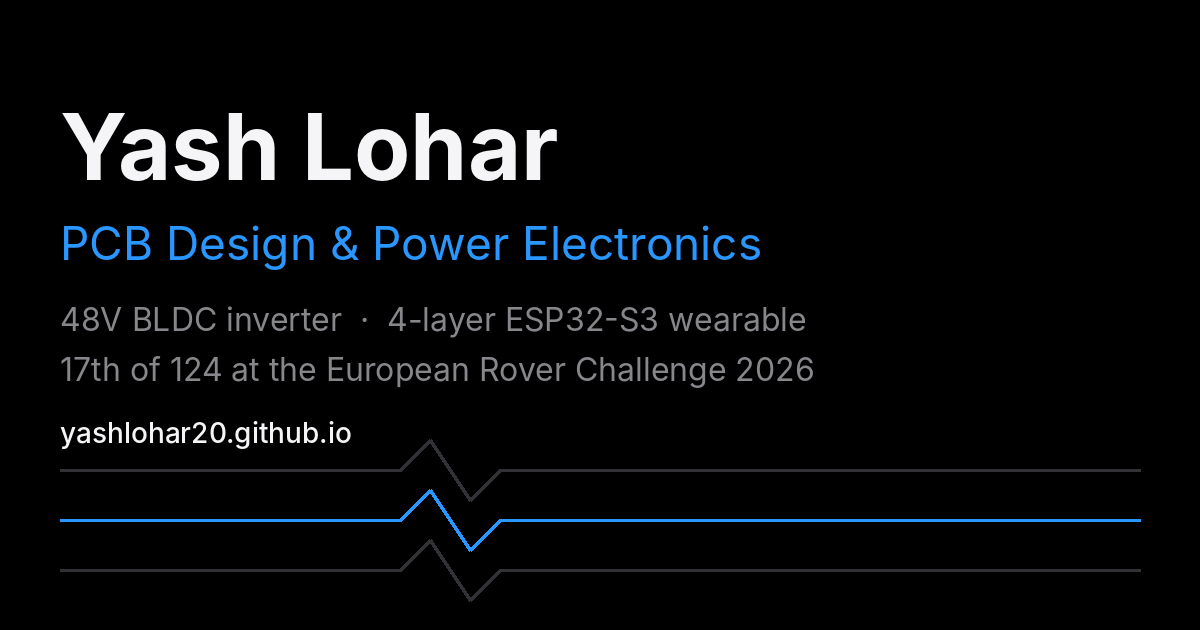 Yash Lohar
PCB Design & Power Electronics
48V BLDC inverter · 4-layer ESP32-S3 wearable
17th of 124 at the European Rover Challenge 2026
yashlohar20.github.io